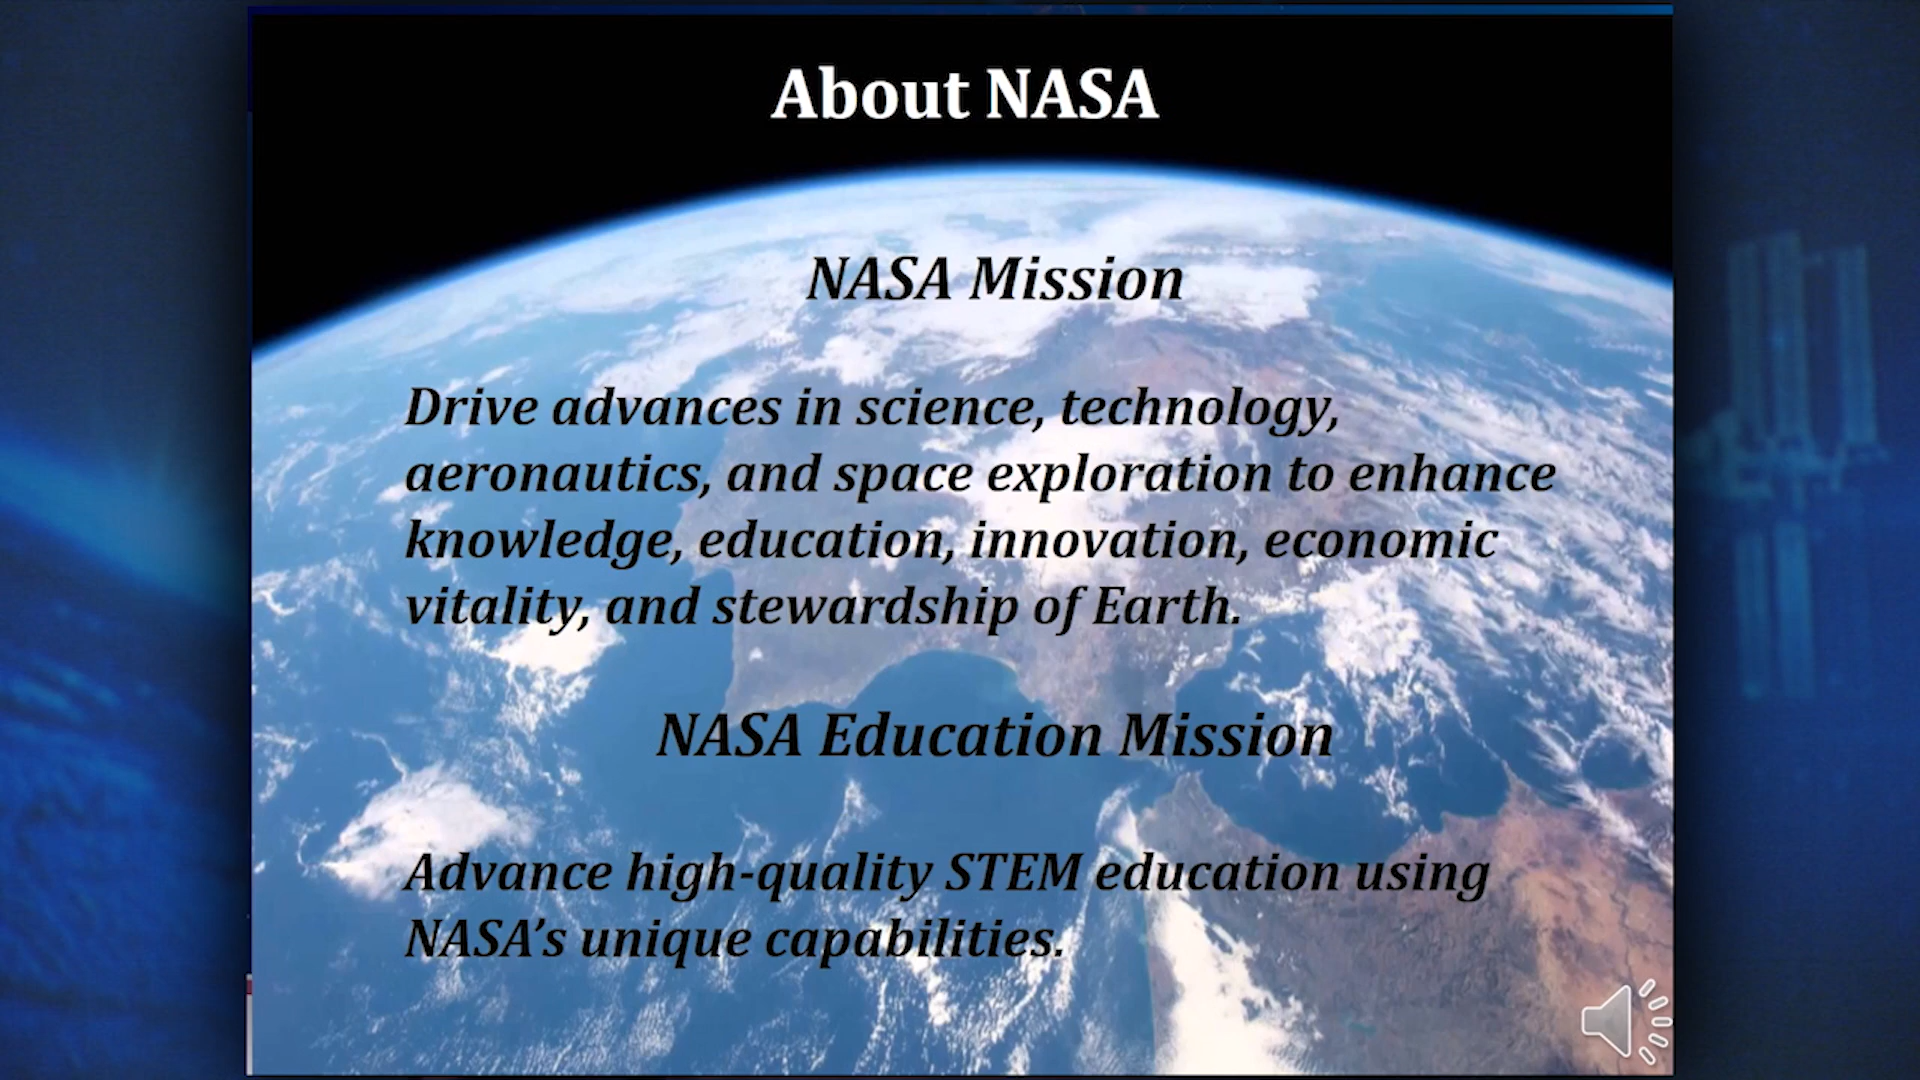 About NASA
NASA Mission
Drive advances in science, technology,
aeronautics, and space exploration to enhance
knowledge, education, innovation, economic
vitality, and stewardship of Earth.
NASA Education Mission
Advance high-quality STEM education using
NASA’s unique capabilities.